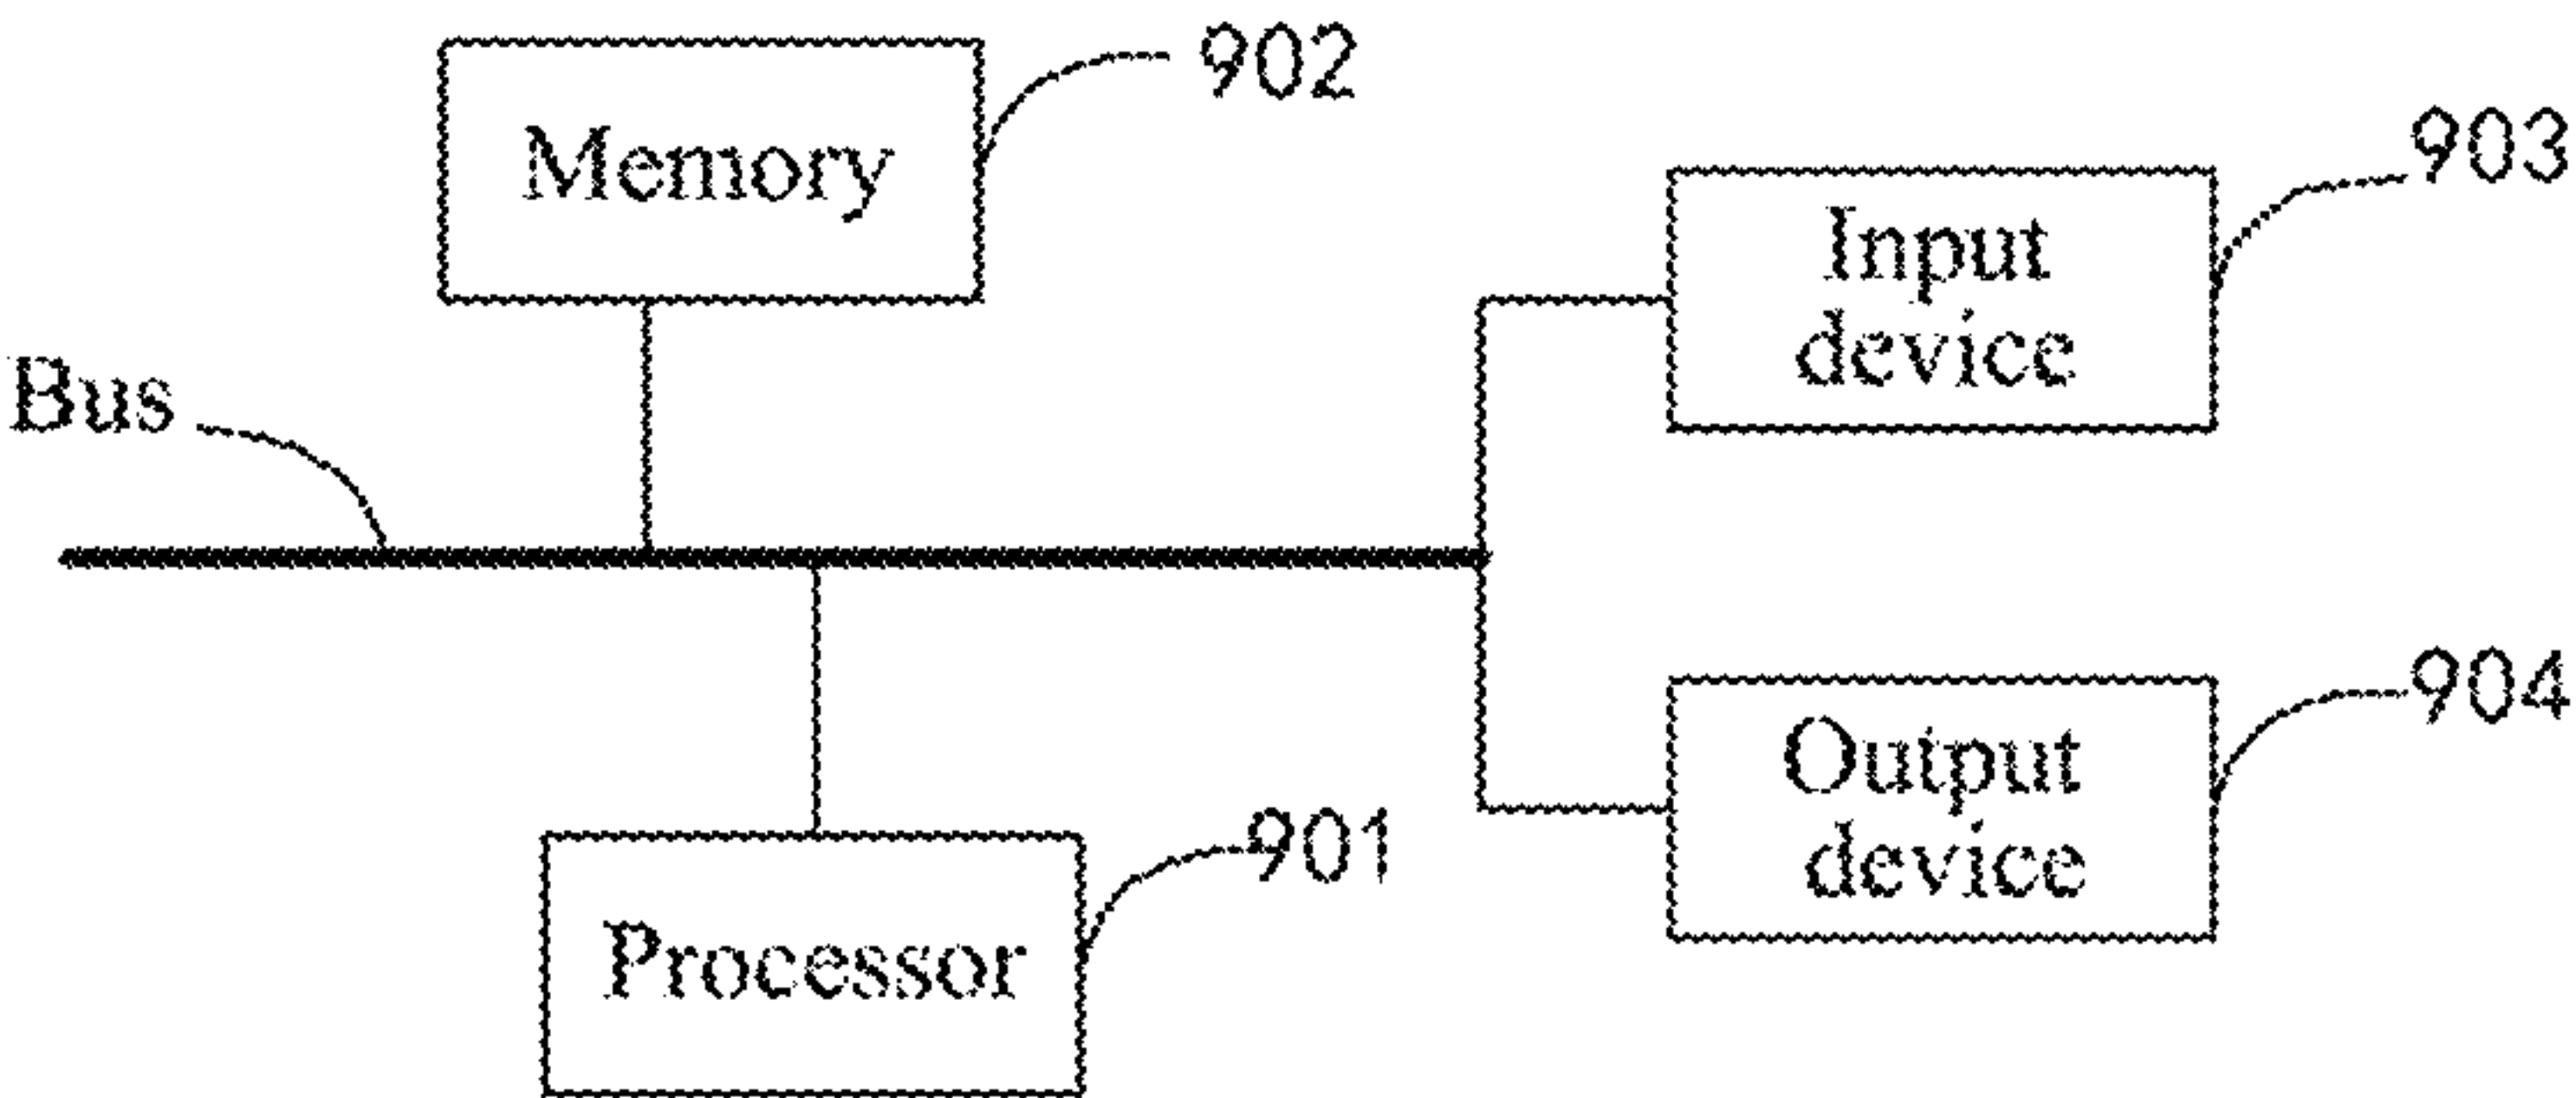 902
Memory
903
Input
device
Bus
904
Output
device
901
Processor